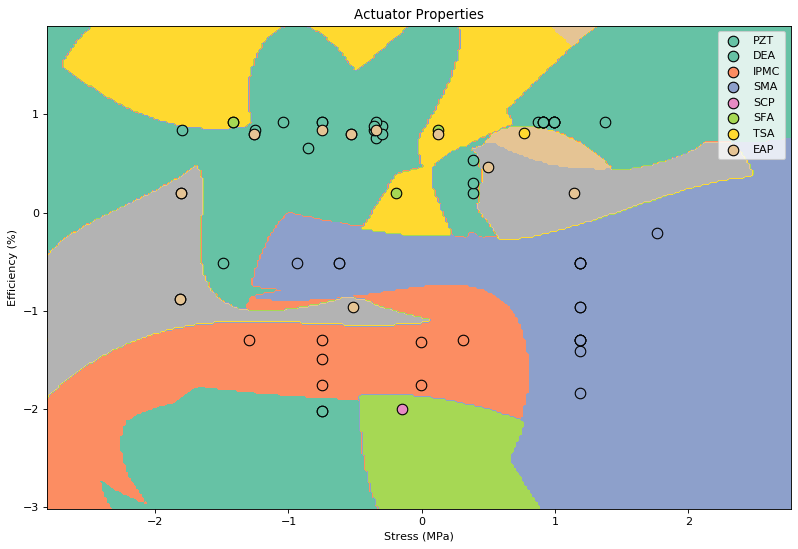 Actuator Properties
PZT
DEA
IPMC
SMA
SCP
SFA
TSA
EAP
Efficiency (%)
1
0
−1
−2
−3
−2 −1 0 1 2
Stress (MPa)